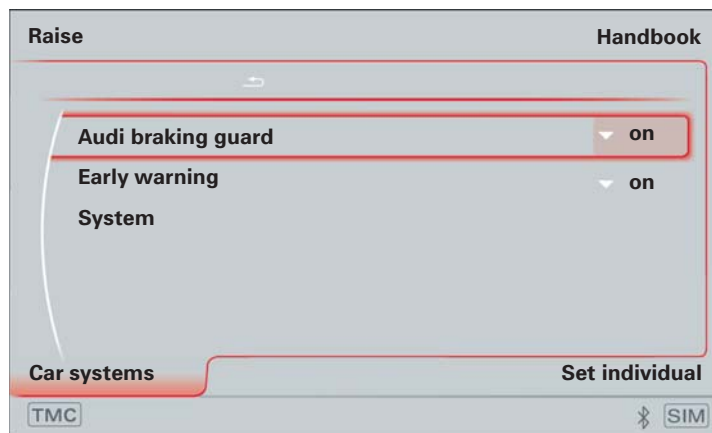 Raise Handbook
Audi braking guard on
Early warning on
System
Car systems Set individual
TMC SIM